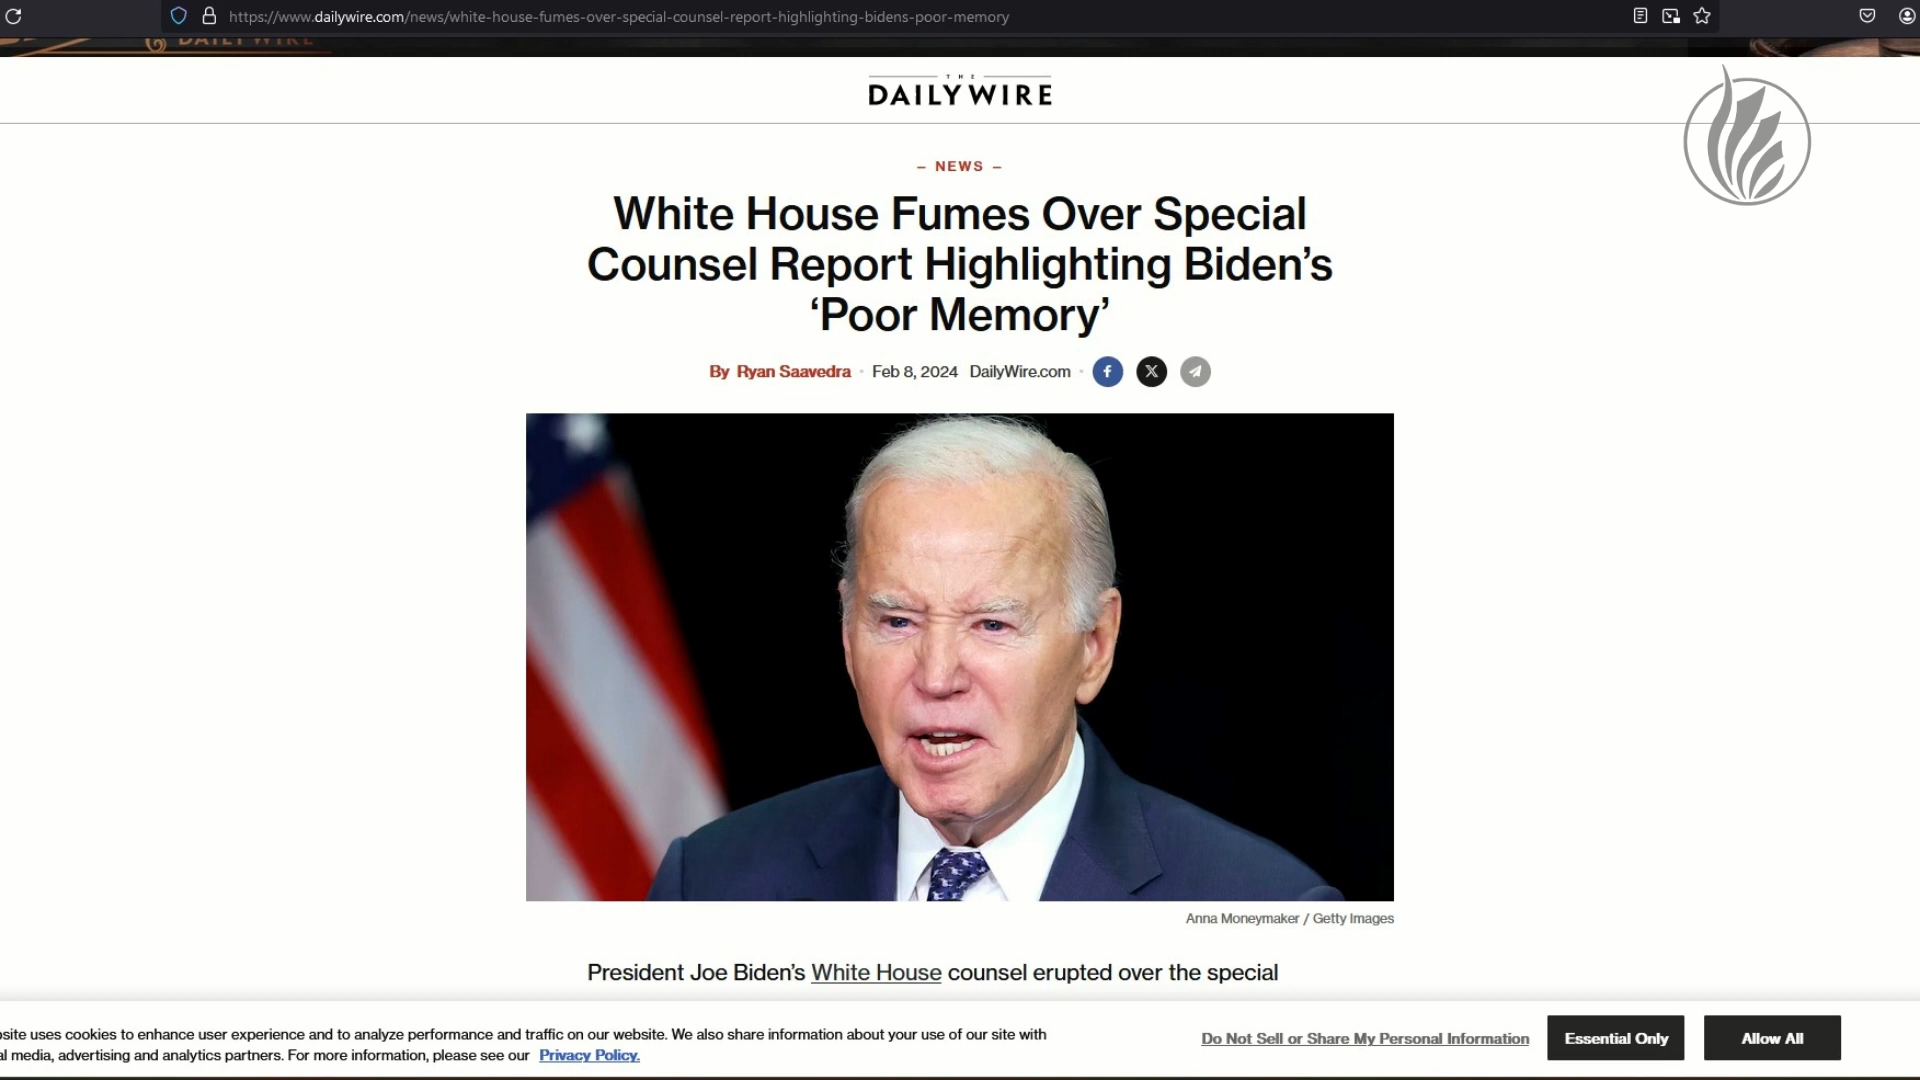 https://www.dailywire.com/news/white-house-fumes-over-special-counsel-report-highlighting-bidens-poor-memory
DAILY WIRE
THE
DAILYWIRE
– NEWS –
White House Fumes Over Special
Counsel Report Highlighting Biden’s
‘Poor Memory’
By Ryan Saavedra • Feb 8, 2024 DailyWire.com •
Anna Moneymaker / Getty Images
President Joe Biden’s White House counsel erupted over the special
site uses cookies to enhance user experience and to analyze performance and traffic on our website. We also share information about your use of our site with
al media, advertising and analytics partners. For more information, please see our Privacy Policy.
Do Not Sell or Share My Personal Information
Essential Only
Allow All